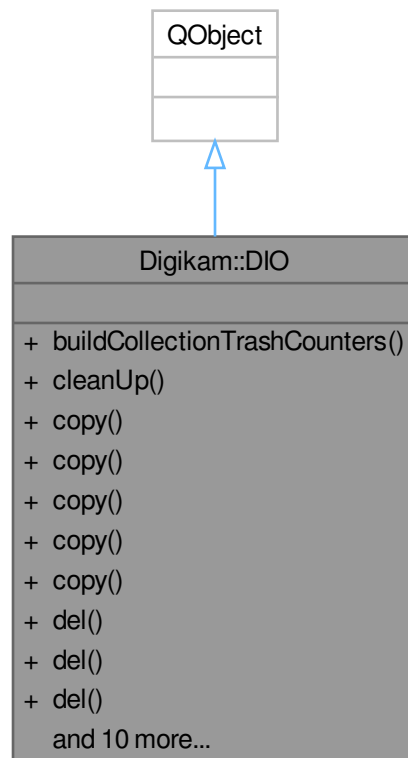 QObject
Digikam::DIO
+ buildCollectionTrashCounters()
+ cleanUp()
+ copy()
+ copy()
+ copy()
+ copy()
+ copy()
+ del()
+ del()
+ del()
and 10 more...